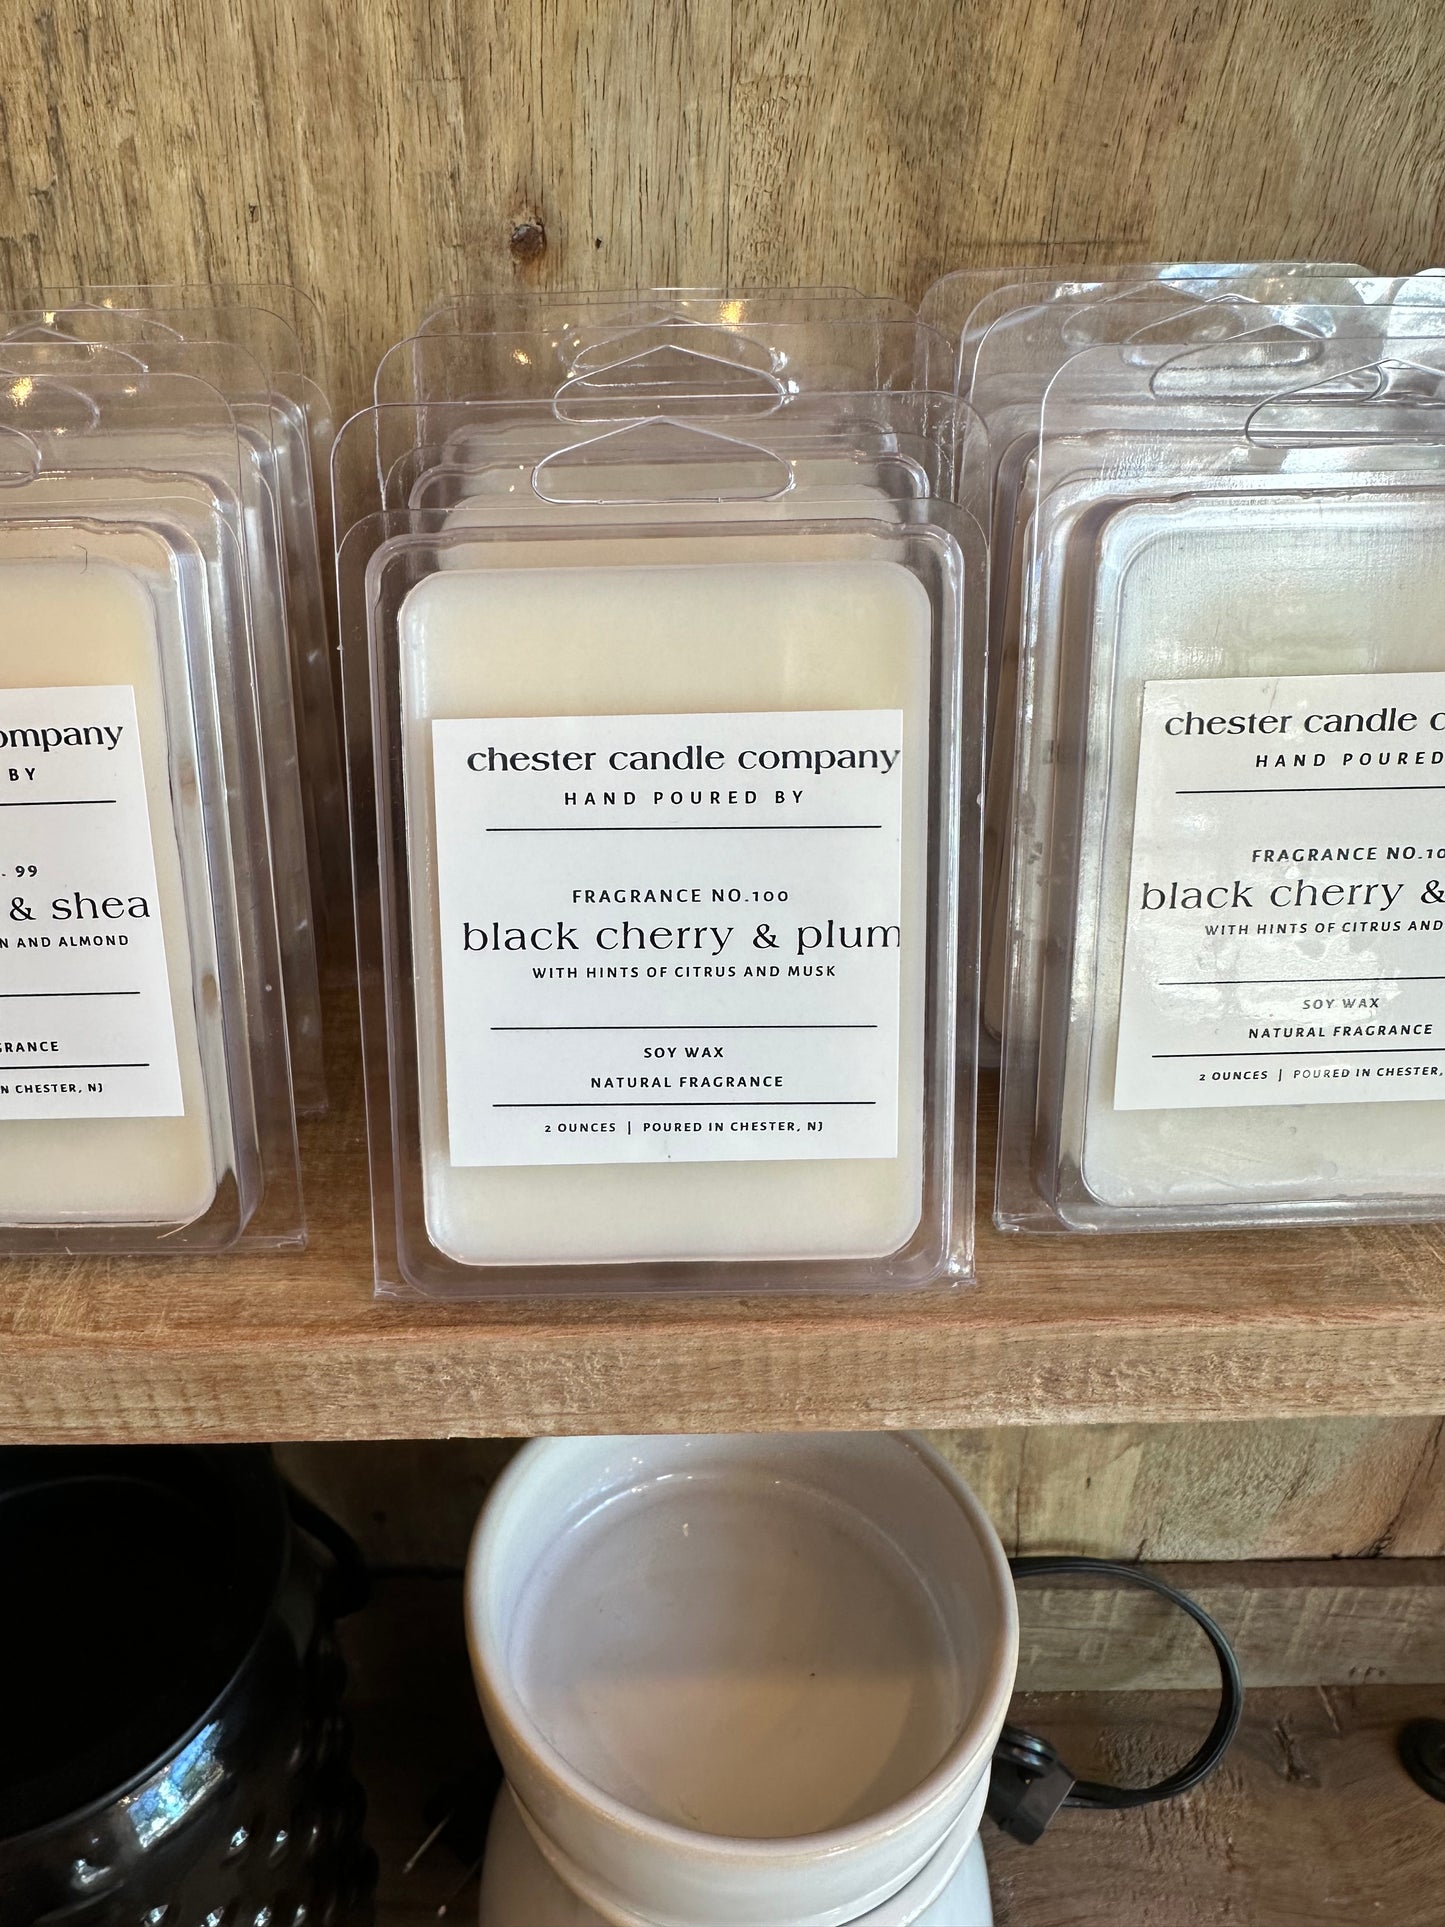 ompany
BY
. 99
& shea
N AND ALMOND
GRANCE
N CHESTER, NJ
chester candle company
HAND POURED BY
FRAGRANCE NO.100
black cherry & plum
WITH HINTS OF CITRUS AND MUSK
SOY WAX
NATURAL FRAGRANCE
2 OUNCES | POURED IN CHESTER, NJ
chester candle c
HAND POURED
FRAGRANCE NO.10
black cherry &
WITH HINTS OF CITRUS AND
SOY WAX
NATURAL FRAGRANCE
2 OUNCES | POURED IN CHESTER,